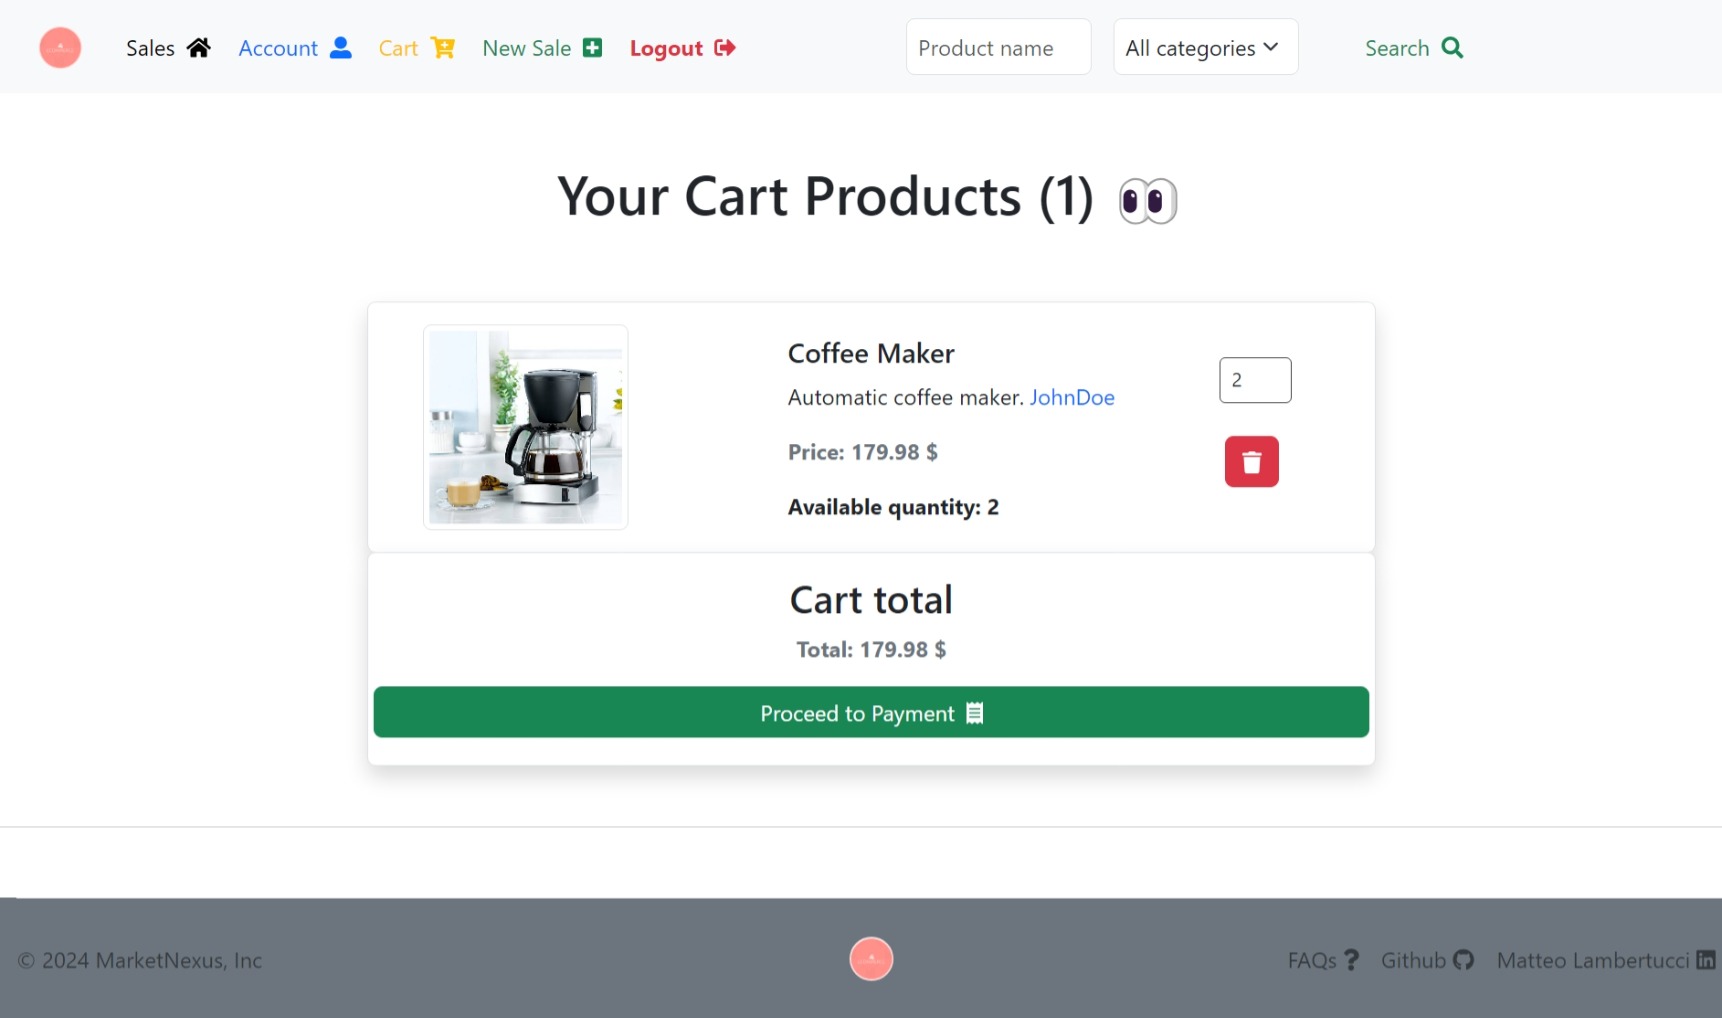 Sales Account Cart New Sale Logout Product name All categories Search
Your Cart Products (1)
Coffee Maker
2
Automatic coffee maker. JohnDoe
Price: 179.98 $
Available quantity: 2
Cart total
Total: 179.98 $
Proceed to Payment
© 2024 MarketNexus, Inc FAQs Github Matteo Lambertucci